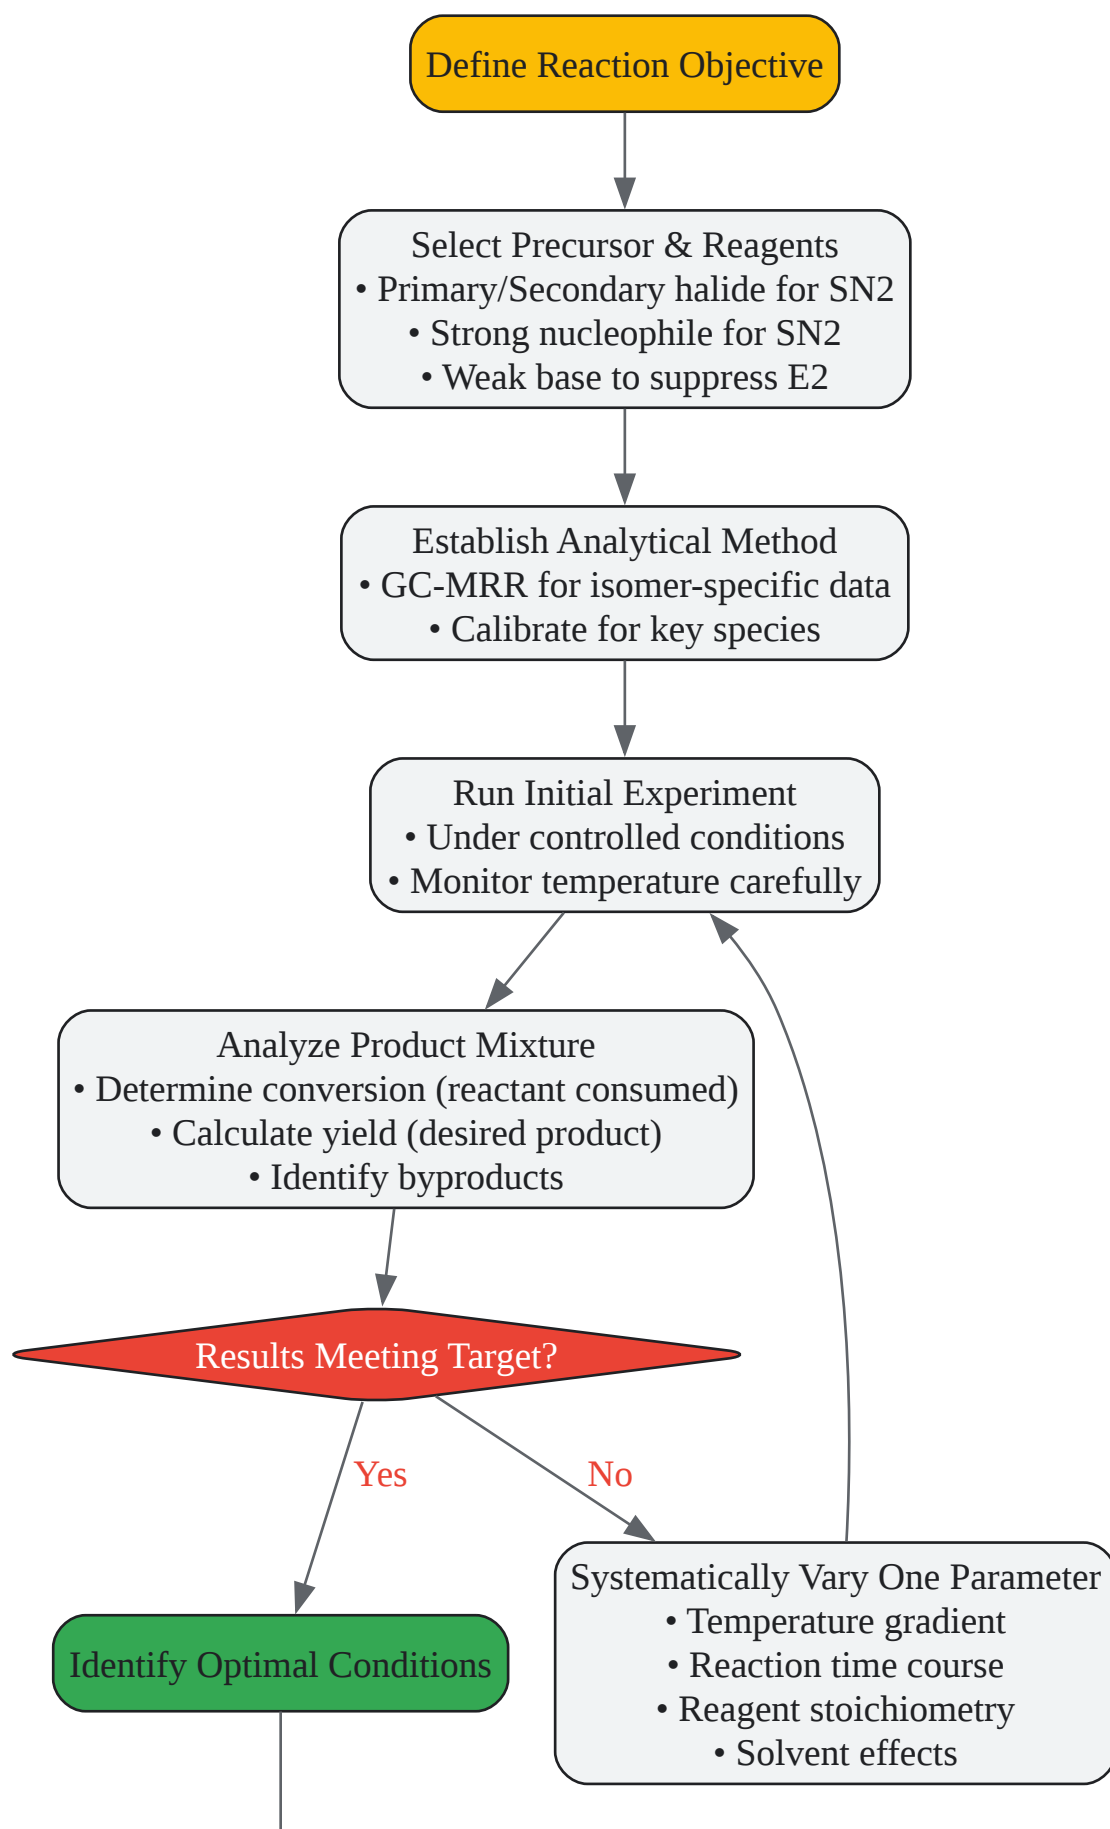 Define Reaction Objective
Select Precursor & Reagents
• Primary/Secondary halide for SN2
• Strong nucleophile for SN2
• Weak base to suppress E2
Establish Analytical Method
• GC-MRR for isomer-specific data
• Calibrate for key species
Run Initial Experiment
• Under controlled conditions
• Monitor temperature carefully
Analyze Product Mixture
• Determine conversion (reactant consumed)
• Calculate yield (desired product)
• Identify byproducts
Results Meeting Target?
Yes
No
Systematically Vary One Parameter
• Temperature gradient
• Reaction time course
• Reagent stoichiometry
• Solvent effects
Identify Optimal Conditions